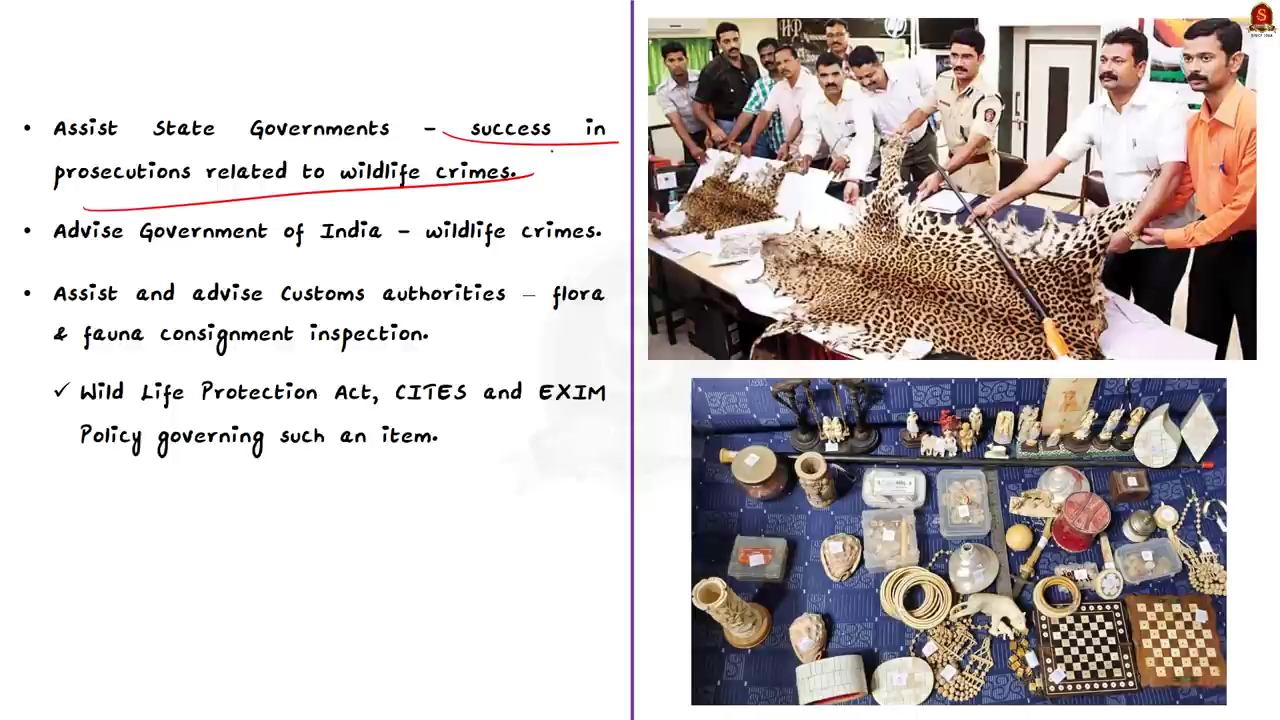 • Assist State Governments – success in
prosecutions related to wildlife crimes.
• Advise Government of India – wildlife crimes.
• Assist and advise Customs authorities – flora
& fauna consignment inspection.
✓ Wild Life Protection Act, CITES and EXIM
Policy governing such an item.